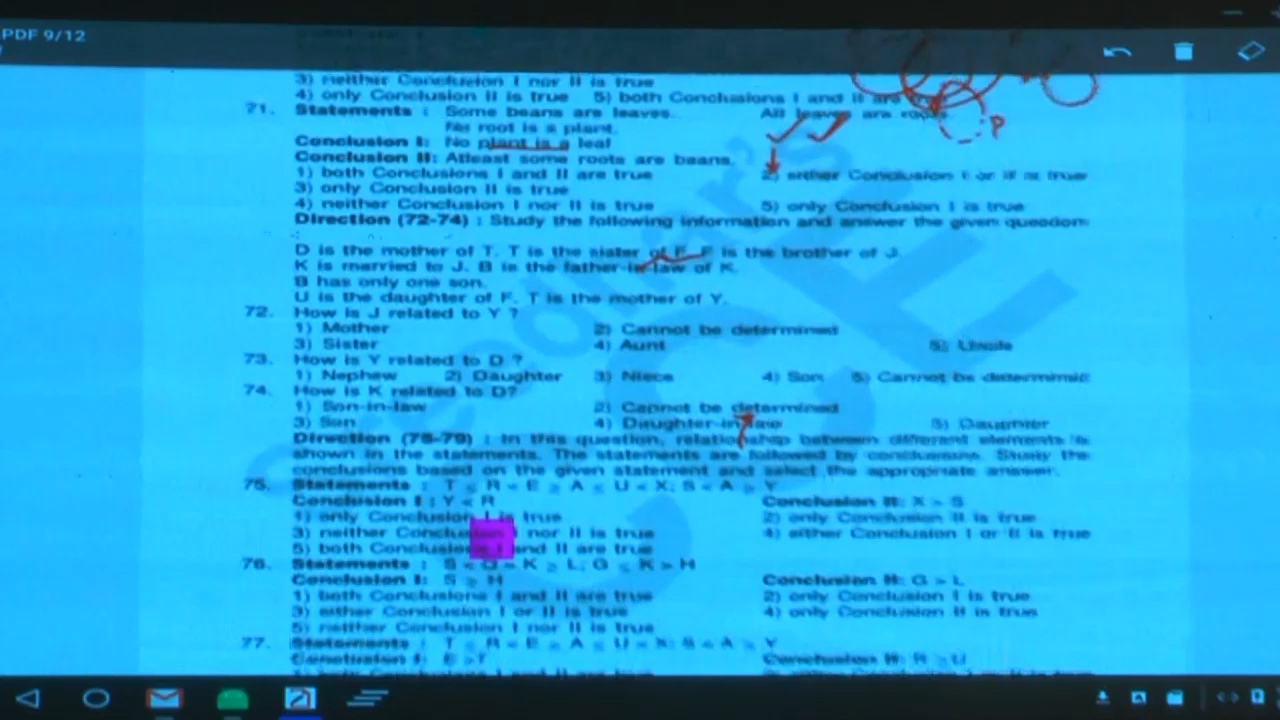 PDF 9/12
3) neither Conclusion I nor II is true
4) only Conclusion II is true 5) both Conclusions I and II are true
71. Statements : Some beans are leaves. All leaves are roots.
No root is a plant.
Conclusion I: No plant is a leaf
P
Conclusion II: Atleast some roots are beans.
1) both Conclusions I and II are true 2) either Conclusion I or II is true
3) only Conclusion II is true
4) neither Conclusion I nor II is true 5) only Conclusion I is true
Direction (72-74) : Study the following information and answer the given question:
D is the mother of T. T is the sister of F. F is the brother of J.
K is married to J. B is the father-in-law of K.
B has only one son.
U is the daughter of F. T is the mother of Y.
72. How is J related to Y ?
1) Mother 2) Cannot be determined
3) Sister 4) Aunt 5) Uncle
73. How is Y related to D ?
1) Nephew 2) Daughter 3) Niece 4) Son 5) Cannot be determined
74. How is K related to D?
1) Son-in-law 2) Cannot be determined
3) Son 4) Daughter-in-law 5) Daughter
Direction (75-79) : In this question, relationship between different elements is
shown in the statements. The statements are followed by conclusions. Study the
conclusions based on the given statement and select the appropriate answer.
75. Statements :
Conclusion I : Y < R Conclusion II: X > S
1) only Conclusion I is true 2) only Conclusion II is true
3) neither Conclusion I nor II is true 4) either Conclusion I or II is true
5) both Conclusions I and II are true
76. Statements :
Conclusion I: S ≥ H Conclusion II: G > L
1) both Conclusions I and II are true 2) only Conclusion I is true
3) either Conclusion I or II is true 4) only Conclusion II is true
5) neither Conclusion I nor II is true
77. Statements :
Conclusion I: Conclusion II: